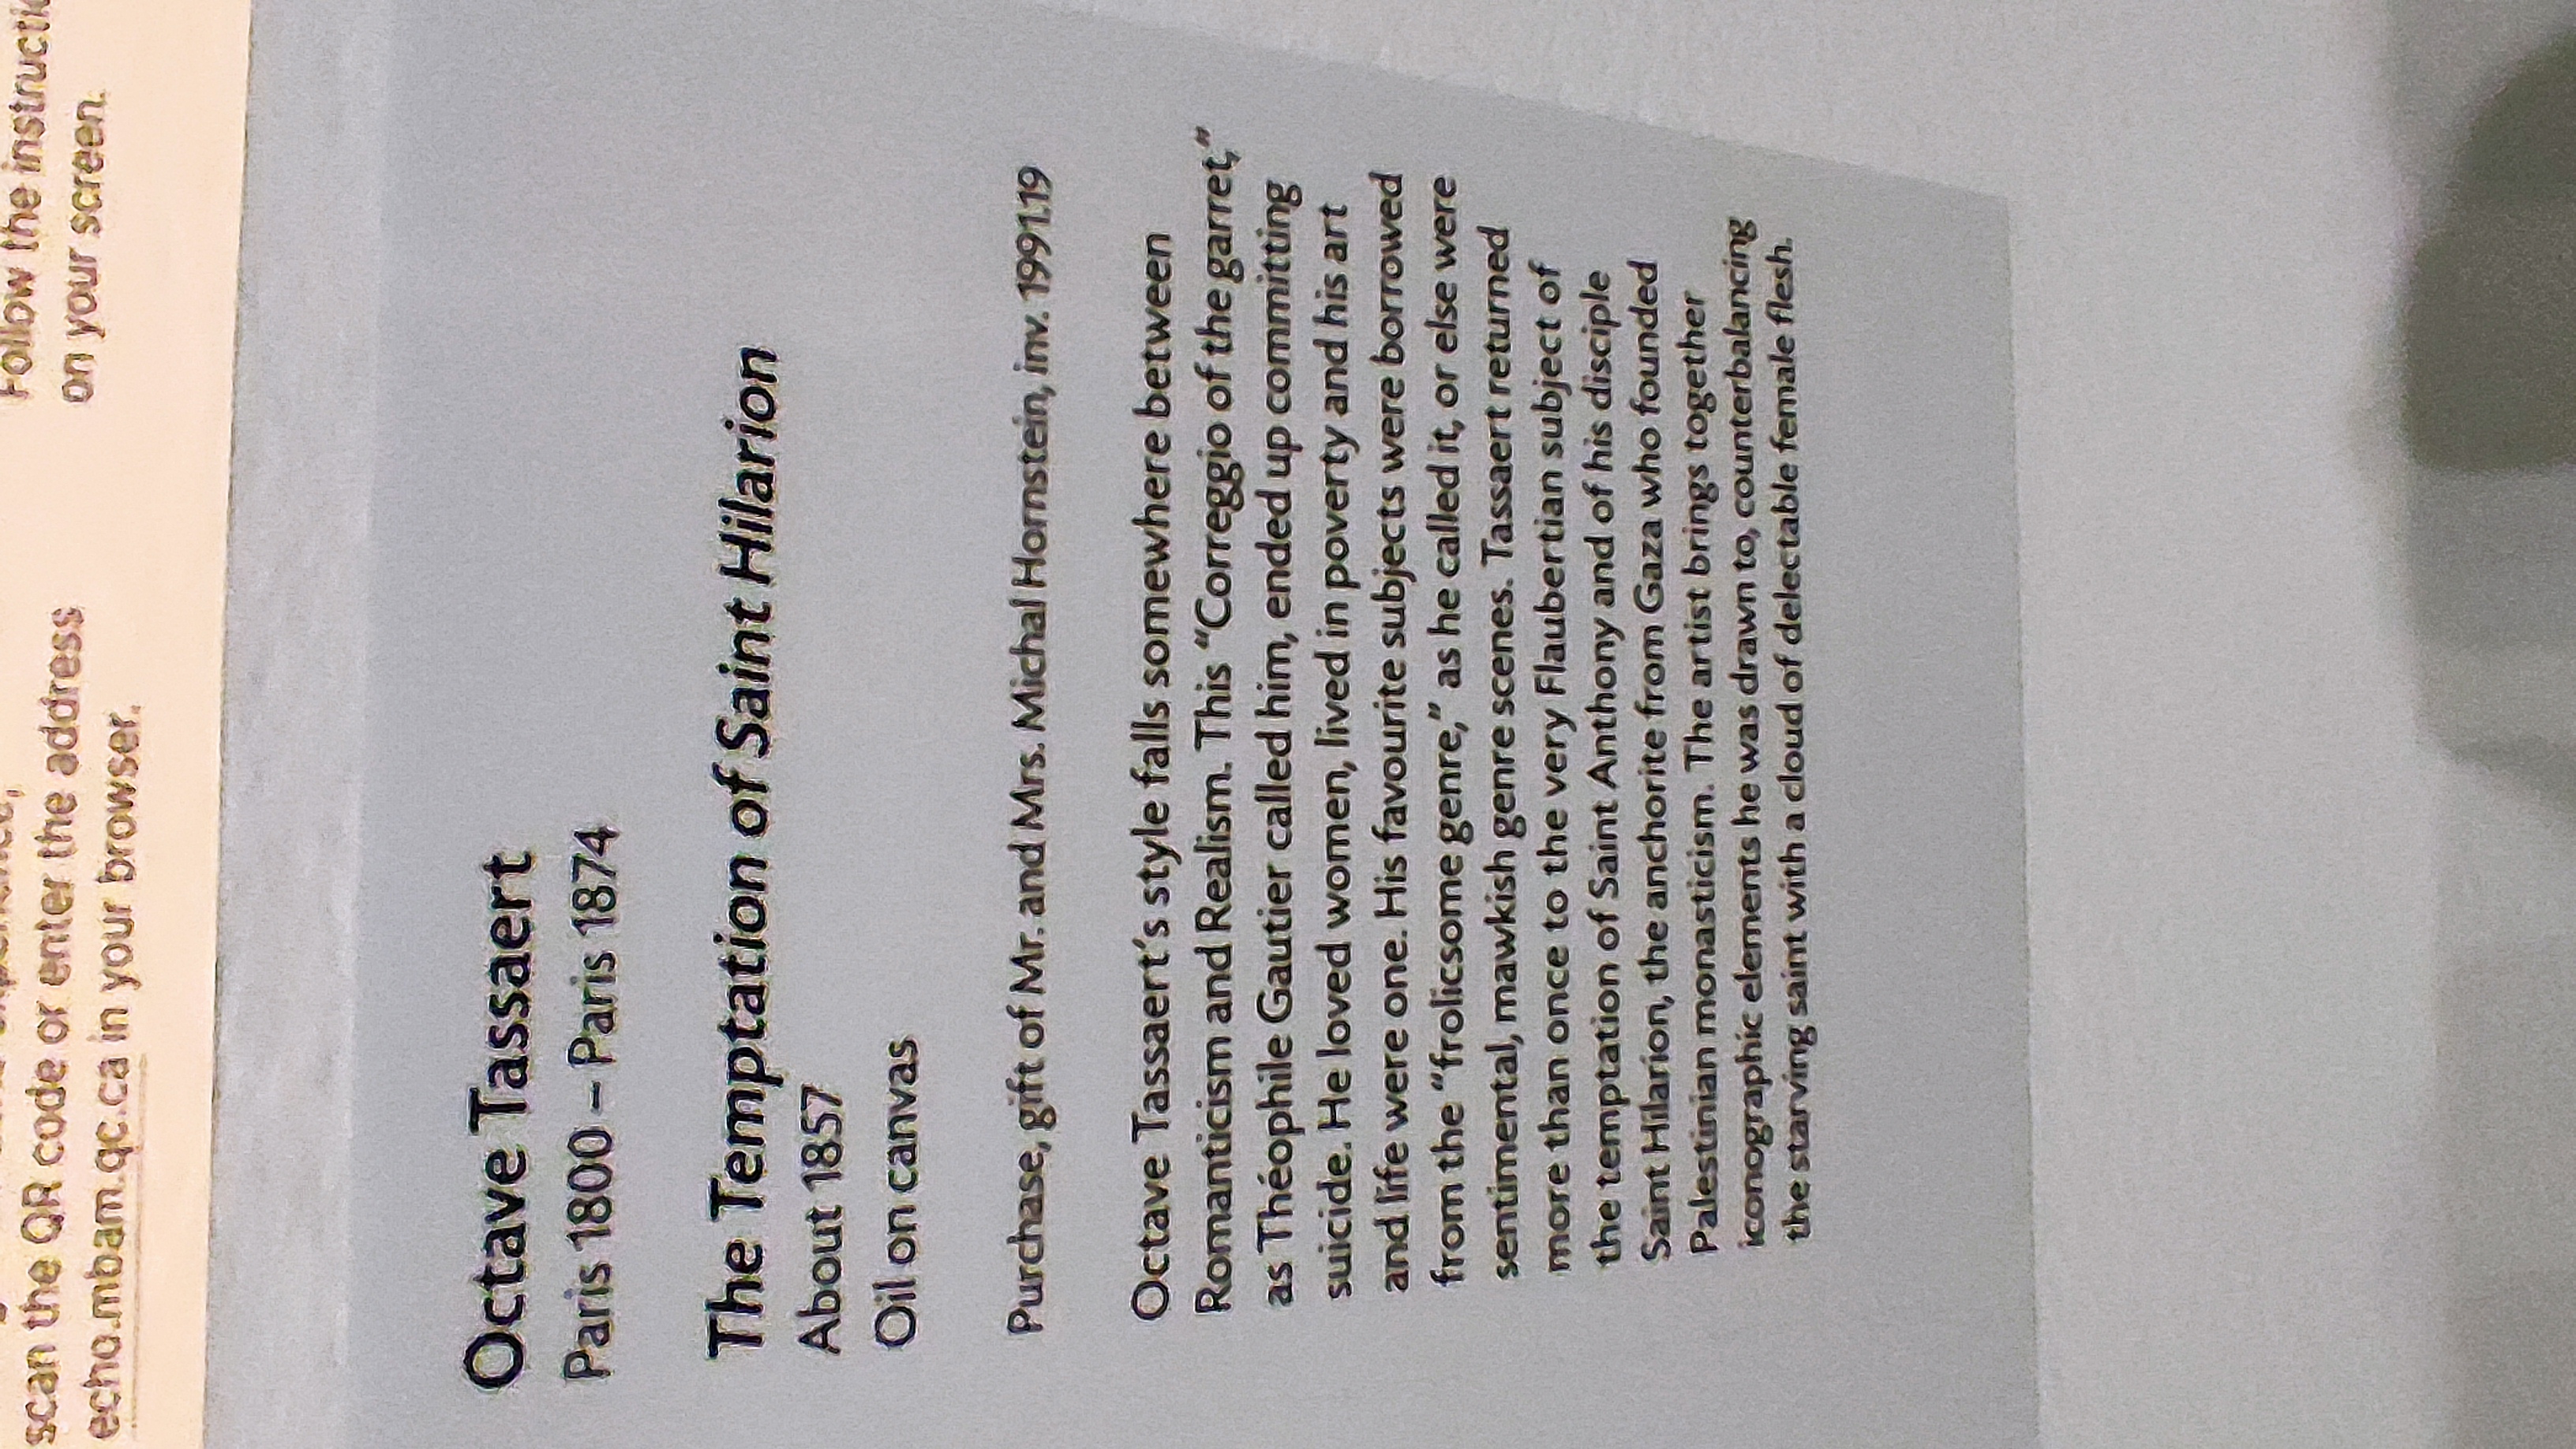 scan the QR code or enter the address
echo.mbam.qc.ca in your browser.
Follow the
on your screen.
Octave Tassaert
Paris 1800 – Paris 1874
The Temptation of Saint Hilarion
About 1857
Oil on canvas
Purchase, gift of Mr. and Mrs. Michal Hornstein, inv. 1991.19
Octave Tassaert's style falls somewhere between
Romanticism and Realism. This “Correggio of the garret,”
as Théophile Gautier called him, ended up committing
suicide. He loved women, lived in poverty and his art
and life were one. His favourite subjects were borrowed
from the “frolicsome genre,” as he called it, or else were
sentimental, mawkish genre scenes. Tassaert returned
more than once to the very Flaubertian subject of
the temptation of Saint Anthony and of his disciple
Saint Hilarion, the anchorite from Gaza who founded
Palestinian monasticism. The artist brings together
iconographic elements he was drawn to, counterbalancing
the starving saint with a cloud of delectable female flesh.